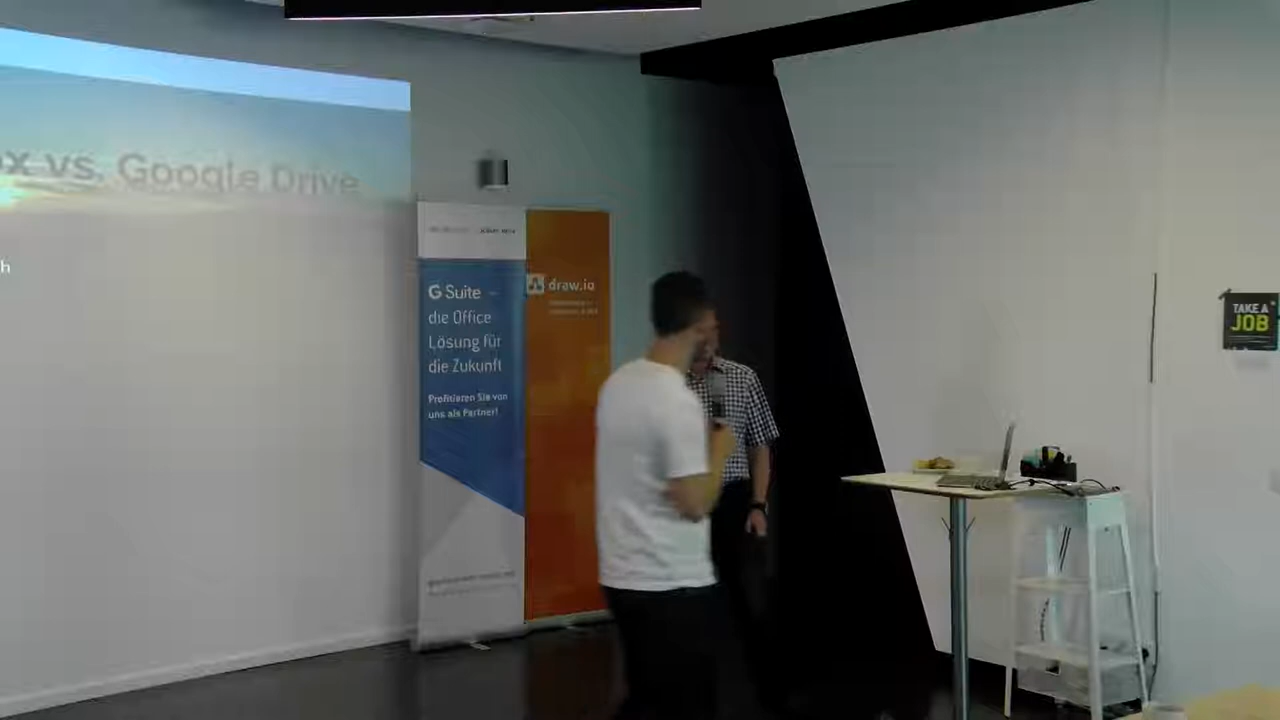 x vs. Google Drive
h
G Suite –
die Office
Lösung für
die Zukunft
Profitieren Sie von
uns als Partner!
draw.io
TAKE A
JOB